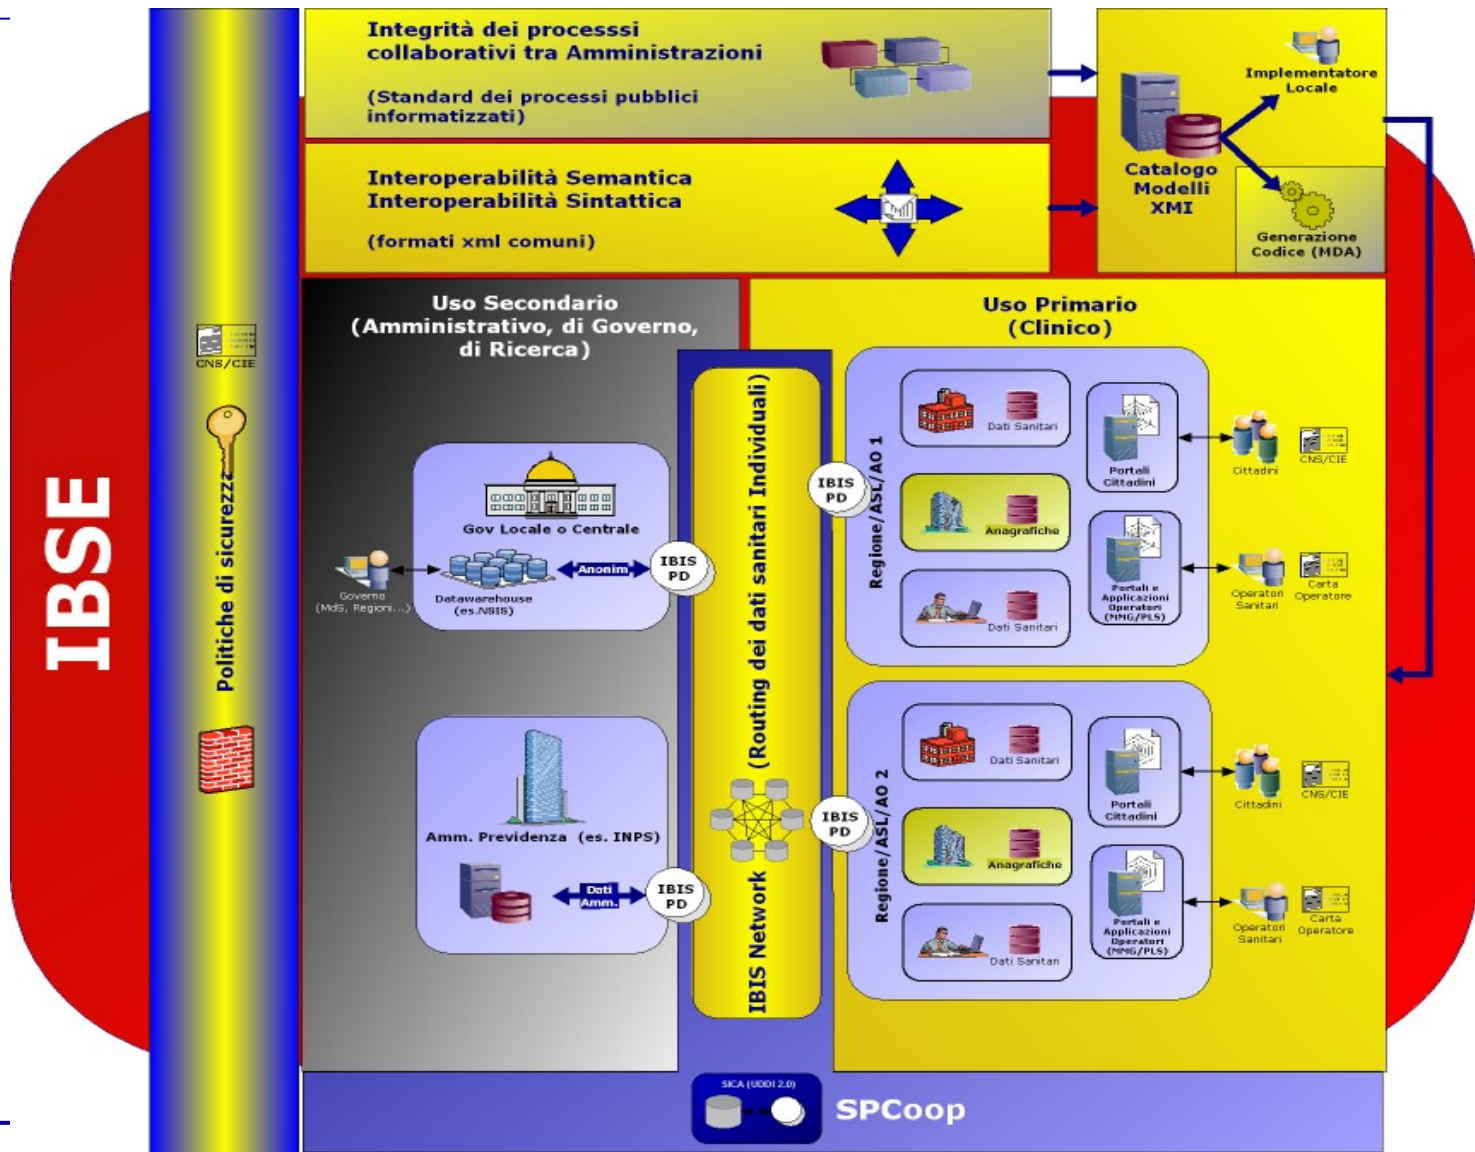 Integrità dei processsi
collaborativi tra Amministrazioni
(Standard dei processi pubblici
informatizzati)
Implementatore
Locale
Catalogo
Modelli
XMI
Generazione
Codice (MDA)
Interoperabilità Semantica
Interoperabilità Sintattica
(formati xml comuni)
IBSE
CNS/CIE
Politiche di sicurezza
Uso Secondario
(Amministrativo, di Governo,
di Ricerca)
Gov Locale o Centrale
Governo
(MdS, Regioni...)
Datawarehouse
(es.NSIS)
Anonim
IBIS
PD
Amm. Previdenza (es. INPS)
Dati
Amm.
IBIS
PD
IBIS Network (Routing dei dati sanitari Individuali)
Uso Primario
(Clinico)
IBIS
PD
Regione/ASL/AO 1
Dati Sanitari
Anagrafiche
Dati Sanitari
Portali
Cittadini
Portali e
Applicazioni
Operatori
(MMG/PLS)
Cittadini
CNS/CIE
Operatori
Sanitari
Carta
Operatore
IBIS
PD
Regione/ASL/AO 2
Dati Sanitari
Anagrafiche
Dati Sanitari
Portali
Cittadini
Portali e
Applicazioni
Operatori
(MMG/PLS)
Cittadini
CNS/CIE
Operatori
Sanitari
Carta
Operatore
SICA (UDDI 2.0)
SPCoop